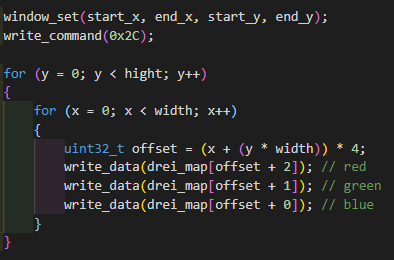 window_set(start_x, end_x, start_y, end_y);
write_command(0x2C);
for (y = 0; y < hight; y++)
{
for (x = 0; x < width; x++)
{
uint32_t offset = (x + (y * width)) * 4;
write_data(drei_map[offset + 2]); // red
write_data(drei_map[offset + 1]); // green
write_data(drei_map[offset + 0]); // blue
}
}